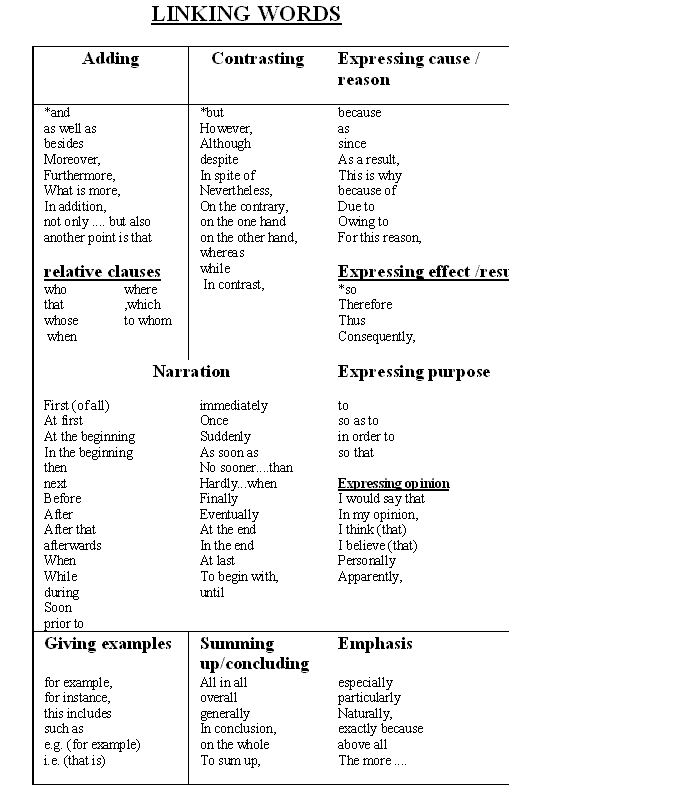 LINKING WORDS
Adding
*and
as well as
besides
Moreover,
Furthermore,
What is more,
In addition,
not only .... but also
another point is that
relative clauses
who where
that ,which
whose to whom
when
Contrasting
*but
However,
Although
despite
In spite of
Nevertheless,
On the contrary,
on the one hand
on the other hand,
whereas
while
In contrast,
Expressing cause /
reason
because
as
since
As a result,
This is why
because of
Due to
Owing to
For this reason,
Expressing effect /resu
*so
Therefore
Thus
Consequently,
Narration
First (of all)
At first
At the beginning
In the beginning
then
next
Before
After
After that
afterwards
When
While
during
Soon
prior to
immediately
Once
Suddenly
As soon as
No sooner....than
Hardly...when
Finally
Eventually
At the end
In the end
At last
To begin with,
until
Expressing purpose
to
so as to
in order to
so that
Expressing opinion
I would say that
In my opinion,
I think (that)
I believe (that)
Personally
Apparently,
Giving examples
for example,
for instance,
this includes
such as
e.g. (for example)
i.e. (that is)
Summing
up/concluding
All in all
overall
generally
In conclusion,
on the whole
To sum up,
Emphasis
especially
particularly
Naturally,
exactly because
above all
The more ....